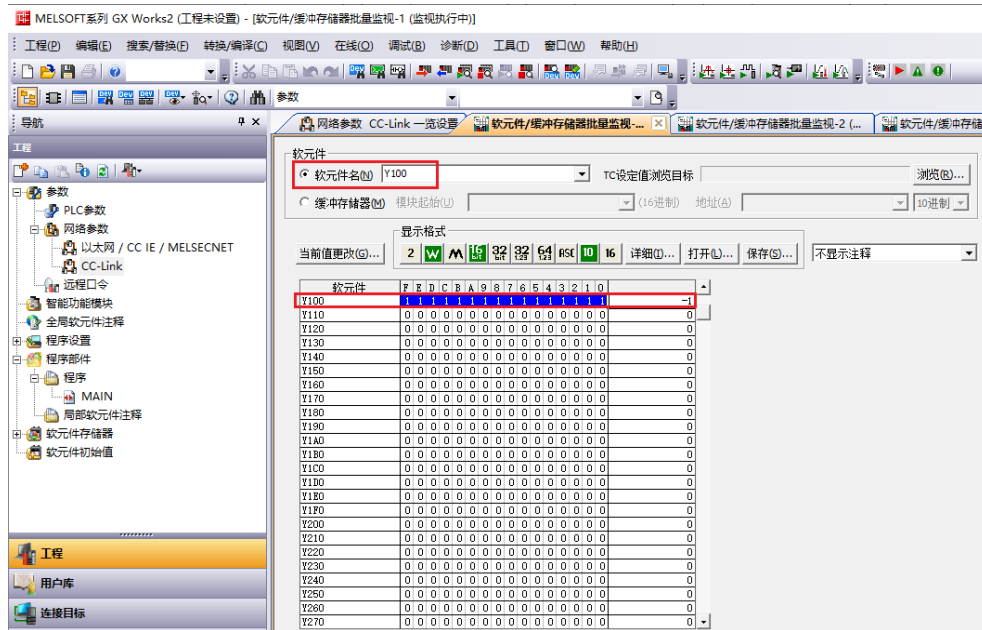 MELSOFT系列 GX Works2 (工程未设置) - [软元件/缓冲存储器批量监视-1 (监视执行中)]
工程(P) 编辑(E) 搜索/替换(F) 转换/编译(C) 视图(V) 在线(O) 调试(B) 诊断(D) 工具(T) 窗口(W) 帮助(H)
参数
导航
网络参数 CC-Link 一览设置
软元件/缓冲存储器批量监视-...
软元件/缓冲存储器批量监视-2 (...
软元件/缓冲存储
工程
参数
PLC参数
网络参数
以太网 / CC IE / MELSECNET
CC-Link
远程口令
智能功能模块
全局软元件注释
程序设置
程序部件
程序
MAIN
局部软元件注释
软元件存储器
软元件初始值
工程
用户库
连接目标
软元件
软元件名(N) Y100 TC设定值浏览目标 浏览(R)...
缓冲存储器(M) 模块起始(U) (16进制) 地址(A) 10进制
显示格式
当前值更改(G)... 2 W M 16 BIT 32 BIT 32 1.23 64 1.23 ASC 10 16 详细(I)... 打开(L)... 保存(S)... 不显示注释
软元件 F E D C B A 9 8 7 6 5 4 3 2 1 0
Y100 1 1 1 1 1 1 1 1 1 1 1 1 1 1 1 1 -1
Y110 0 0 0 0 0 0 0 0 0 0 0 0 0 0 0 0 0
Y120 0 0 0 0 0 0 0 0 0 0 0 0 0 0 0 0 0
Y130 0 0 0 0 0 0 0 0 0 0 0 0 0 0 0 0 0
Y140 0 0 0 0 0 0 0 0 0 0 0 0 0 0 0 0 0
Y150 0 0 0 0 0 0 0 0 0 0 0 0 0 0 0 0 0
Y160 0 0 0 0 0 0 0 0 0 0 0 0 0 0 0 0 0
Y170 0 0 0 0 0 0 0 0 0 0 0 0 0 0 0 0 0
Y180 0 0 0 0 0 0 0 0 0 0 0 0 0 0 0 0 0
Y190 0 0 0 0 0 0 0 0 0 0 0 0 0 0 0 0 0
Y1A0 0 0 0 0 0 0 0 0 0 0 0 0 0 0 0 0 0
Y1B0 0 0 0 0 0 0 0 0 0 0 0 0 0 0 0 0 0
Y1C0 0 0 0 0 0 0 0 0 0 0 0 0 0 0 0 0 0
Y1D0 0 0 0 0 0 0 0 0 0 0 0 0 0 0 0 0 0
Y1E0 0 0 0 0 0 0 0 0 0 0 0 0 0 0 0 0 0
Y1F0 0 0 0 0 0 0 0 0 0 0 0 0 0 0 0 0 0
Y200 0 0 0 0 0 0 0 0 0 0 0 0 0 0 0 0 0
Y210 0 0 0 0 0 0 0 0 0 0 0 0 0 0 0 0 0
Y220 0 0 0 0 0 0 0 0 0 0 0 0 0 0 0 0 0
Y230 0 0 0 0 0 0 0 0 0 0 0 0 0 0 0 0 0
Y240 0 0 0 0 0 0 0 0 0 0 0 0 0 0 0 0 0
Y250 0 0 0 0 0 0 0 0 0 0 0 0 0 0 0 0 0
Y260 0 0 0 0 0 0 0 0 0 0 0 0 0 0 0 0 0
Y270 0 0 0 0 0 0 0 0 0 0 0 0 0 0 0 0 0